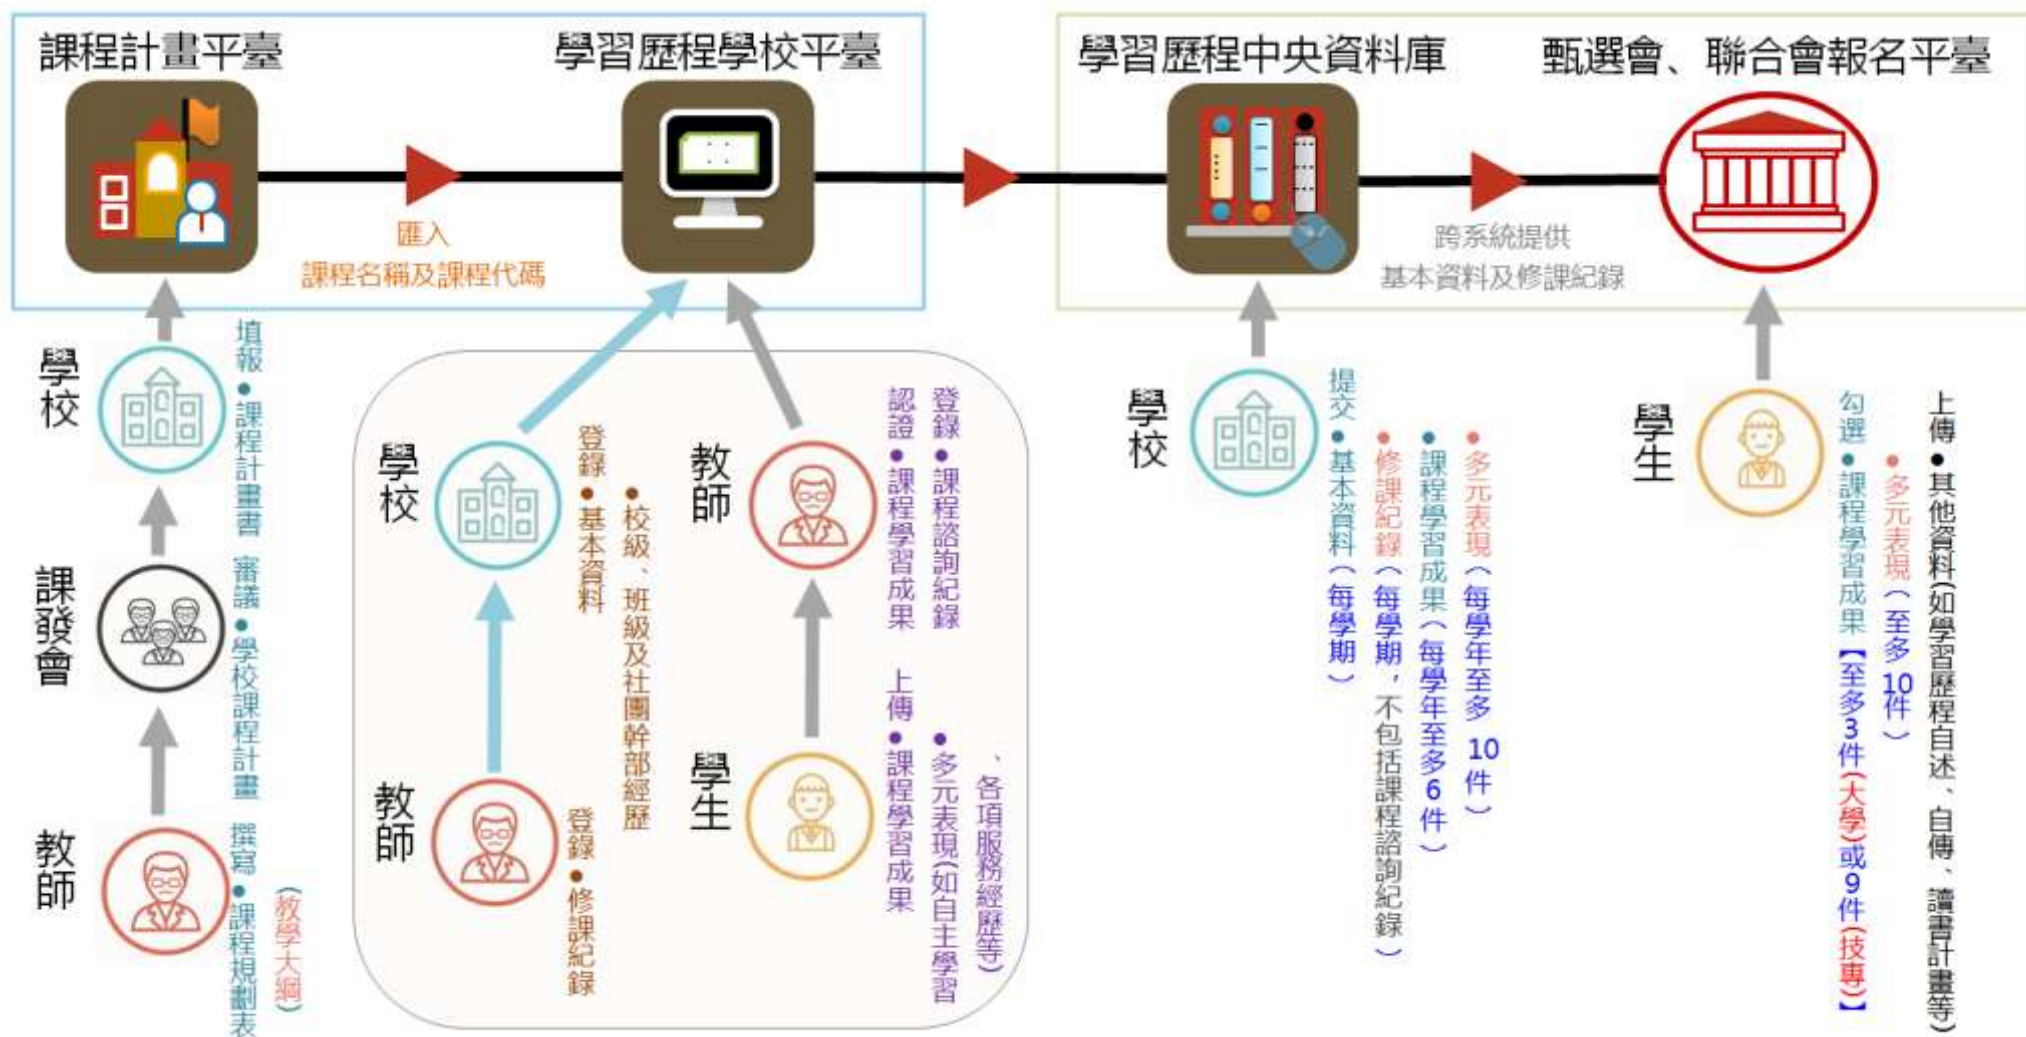 課程計畫平臺
學習歷程學校平臺
學習歷程中央資料庫
甄選會、聯合會報名平臺
匯入
課程名稱及課程代碼
跨系統提供
基本資料及修課紀錄
學校
填報●課程計畫書
課發會
審議●學校課程計畫
教師
撰寫●課程規劃表
(教學大綱)
學校
登錄●基本資料
●校級、班級及社團幹部經歷
教師
登錄●修課紀錄
教師
登錄●課程諮詢紀錄
認證●課程學習成果
學生
上傳●課程學習成果
●多元表現(如自主學習
、各項服務經歷等)
學校
提交●基本資料(每學期)
●修課紀錄(每學期，不包括課程諮詢紀錄)
●課程學習成果(每學年至多6件)
●多元表現(每學年至多10件)
學生
勾選●課程學習成果【至多3件(大學)或9件(技專)】
●多元表現(至多10件)
上傳●其他資料(如學習歷程自述、自傳、讀書計畫等)